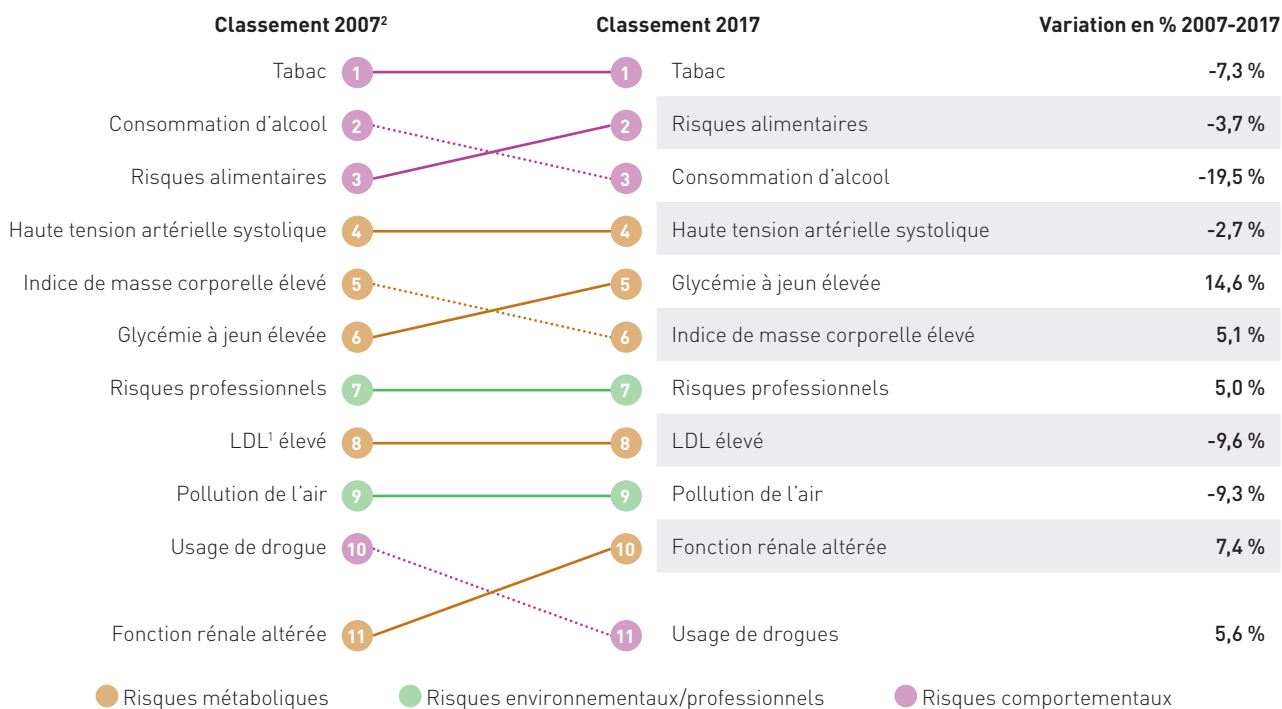 Classement 2007² Classement 2017 Variation en % 2007-2017
Tabac 1 1 Tabac -7,3 %
Consommation d'alcool 2 2 Risques alimentaires -3,7 %
Risques alimentaires 3 3 Consommation d'alcool -19,5 %
Haute tension artérielle systolique 4 4 Haute tension artérielle systolique -2,7 %
Indice de masse corporelle élevé 5 5 Glycémie à jeun élevée 14,6 %
Glycémie à jeun élevée 6 6 Indice de masse corporelle élevé 5,1 %
Risques professionnels 7 7 Risques professionnels 5,0 %
LDL¹ élevé 8 8 LDL élevé -9,6 %
Pollution de l'air 9 9 Pollution de l'air -9,3 %
Usage de drogue 10 10 Fonction rénale altérée 7,4 %
Fonction rénale altérée 11 11 Usage de drogues 5,6 %
Risques métaboliques Risques environnementaux/professionnels Risques comportementaux